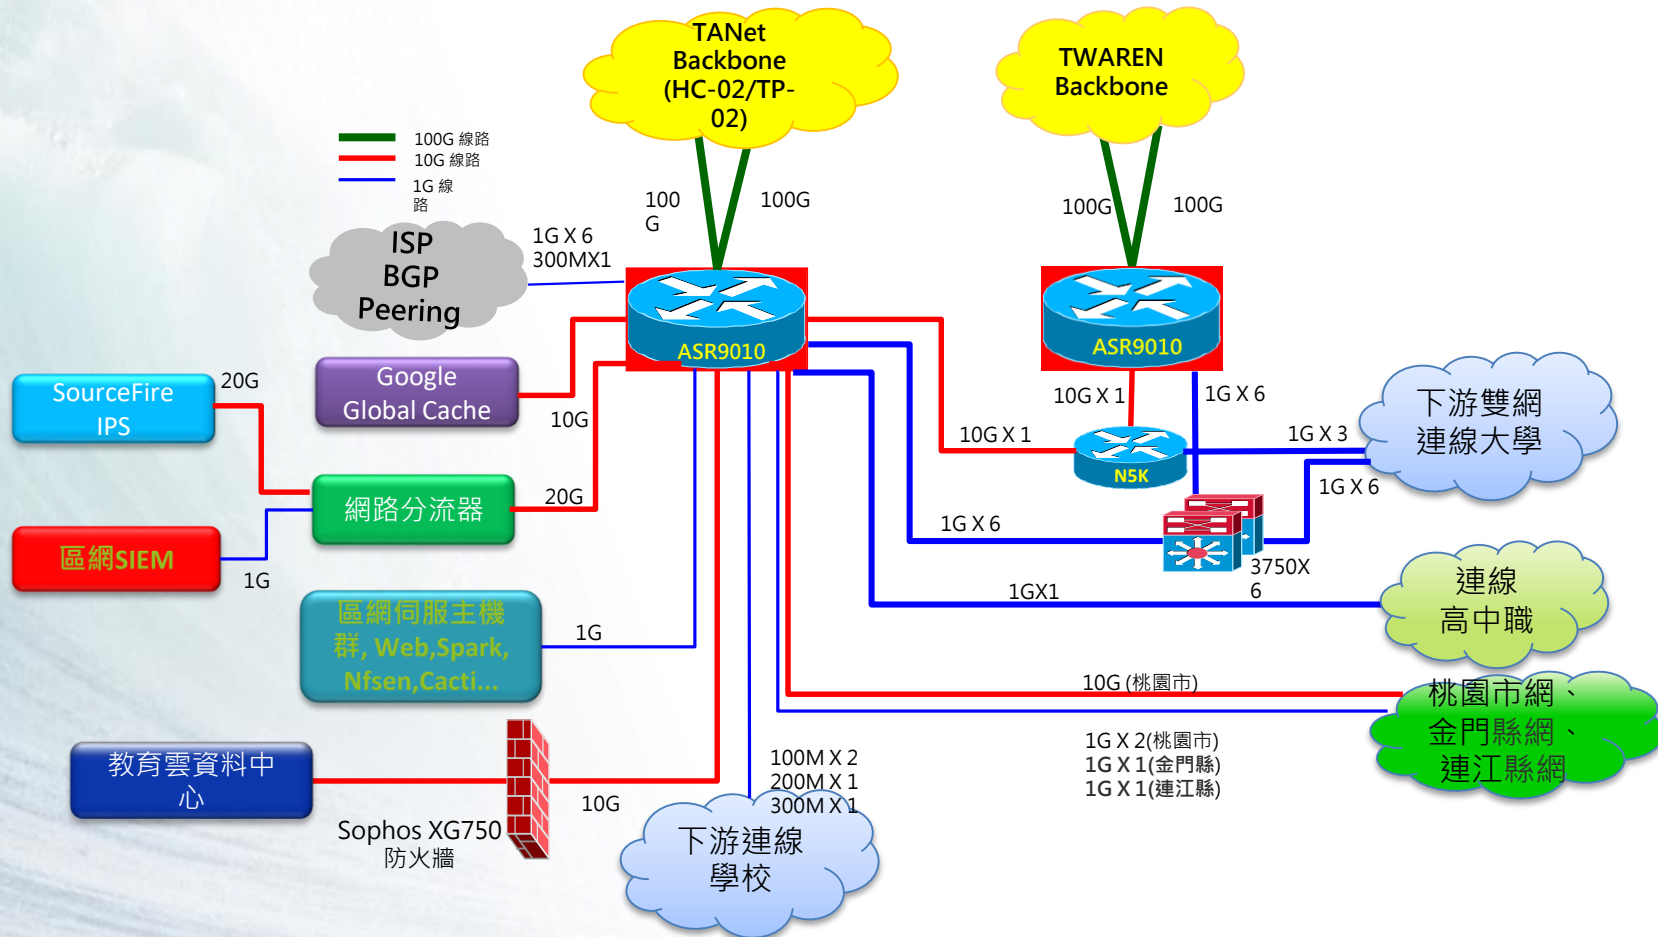 TANet
Backbone
(HC-02/TP-
02)
TWAREN
Backbone
100G 線路
10G 線路
1G 線
路
100
G
100G
100G
100G
ISP
BGP
Peering
1G X 6
300MX1
ASR9010
ASR9010
Google
Global Cache
10G
SourceFire
IPS
20G
網路分流器
20G
區網SIEM
1G
10G X 1
1G X 6
10G X 1
N5K
1G X 3
下游雙網
連線大學
1G X 6
1G X 6
3750X
6
1GX1
連線
高中職
區網伺服主機
群, Web,Spark,
Nfsen,Cacti...
1G
10G (桃園市)
桃園市網、
金門縣網、
連江縣網
1G X 2(桃園市)
1G X 1(金門縣)
1G X 1(連江縣)
教育雲資料中
心
Sophos XG750
防火牆
10G
100M X 2
200M X 1
300M X 1
下游連線
學校